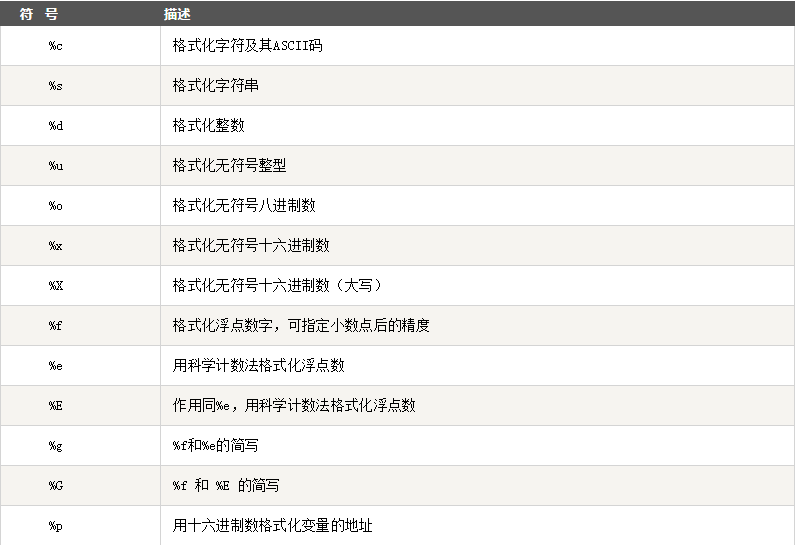 符 号 描述
%c 格式化字符及其ASCII码
%s 格式化字符串
%d 格式化整数
%u 格式化无符号整型
%o 格式化无符号八进制数
%x 格式化无符号十六进制数
%X 格式化无符号十六进制数（大写）
%f 格式化浮点数字，可指定小数点后的精度
%e 用科学计数法格式化浮点数
%E 作用同%e，用科学计数法格式化浮点数
%g %f和%e的简写
%G %f 和 %E 的简写
%p 用十六进制数格式化变量的地址